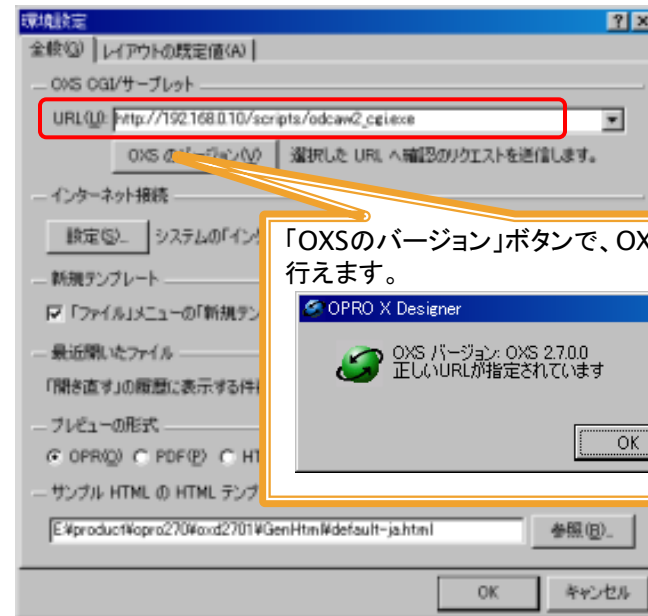 環境設定
全般(G) レイアウトの既定値(A)
OXS CGI/サーブレット
URL(U): http://192.168.0.10/scripts/odcaw2_cgi.exe
OXS のバージョン(V) 選択した URL へ確認のリクエストを送信します。
インターネット接続
設定(S)... システムの「イン
「OXSのバージョン」ボタンで、OX
行えます。
新規テンプレート
「ファイル」メニューの「新規テン
OPRO X Designer
OXS バージョン: OXS 2.7.0.0
正しいURLが指定されています
OK
最近開いたファイル
「開き直す」の履歴に表示する件
プレビューの形式
OPR(O) PDF(P) HT
サンプル HTML の HTML テンプ
E:¥product¥opro270¥oxd2701¥GenHtml¥default-ja.html 参照(B)...
OK キャンセル